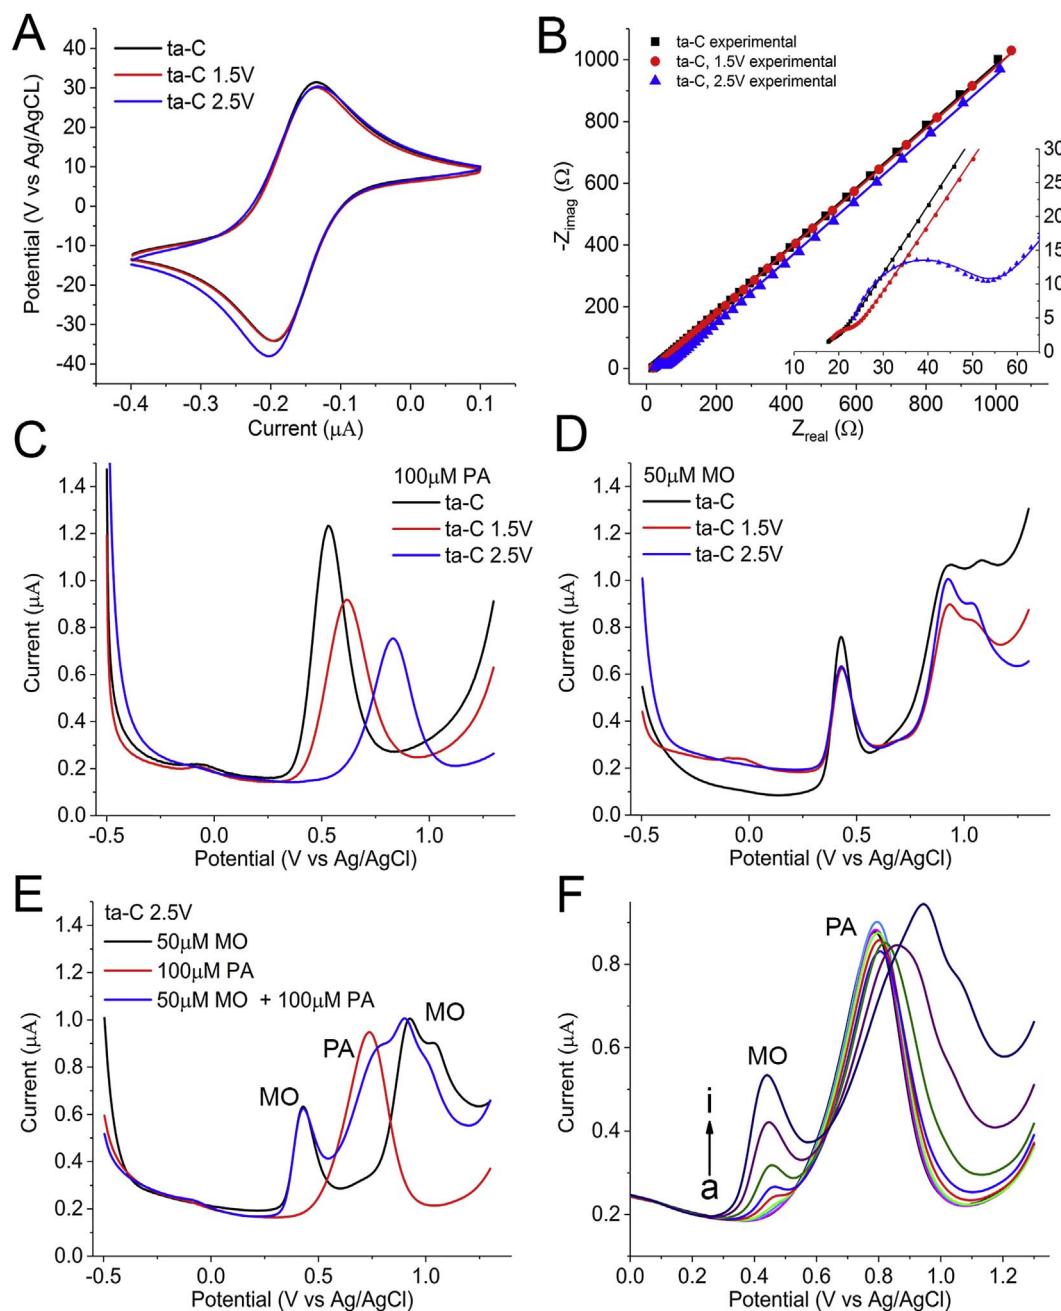 A
ta-C
ta-C 1.5V
ta-C 2.5V
Potential (V vs Ag/AgCL)
40
30
20
10
0
-10
-20
-30
-40
-0.4 -0.3 -0.2 -0.1 0.0 0.1
Current (μA)
B
ta-C experimental
ta-C, 1.5V experimental
ta-C, 2.5V experimental
-Zimag (Ω)
-1000
-800
600
400
200
0
0 200 400 600 800 1000
Zreal (Ω)
30
25
20
15
10
5
0
10 20 30 40 50 60
C
100μM PA
ta-C
ta-C 1.5V
ta-C 2.5V
Current (μA)
1.4
1.2
1.0
0.8
0.6
0.4
0.2
0.0
-0.5 0.0 0.5 1.0
Potential (V vs Ag/AgCl)
D
50μM MO
ta-C
ta-C 1.5V
ta-C 2.5V
Current (μA)
1.4
1.2
1.0
0.8
0.6
0.4
0.2
0.0
-0.5 0.0 0.5 1.0
Potential (V vs Ag/AgCl)
E
ta-C 2.5V
50μM MO
100μM PA
50μM MO + 100μM PA
MO
PA
MO
Current (μA)
1.4
1.2
1.0
0.8
0.6
0.4
0.2
0.0
-0.5 0.0 0.5 1.0
Potential (V vs Ag/AgCl)
F
PA
MO
i
a
Current (μA)
0.8
0.6
0.4
0.2
0.0 0.2 0.4 0.6 0.8 1.0 1.2
Potential (V vs Ag/AgCl)